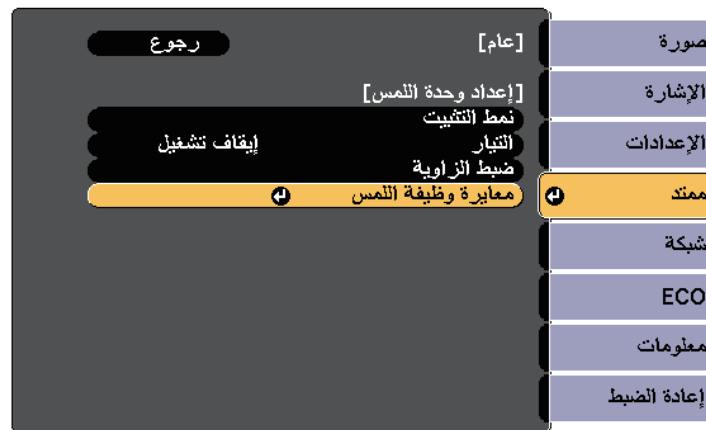 صورة
الإشارة
الإعدادات
ممتد
شبكة
ECO
معلومات
إعادة الضبط
[عام] رجوع
[إعداد وحدة اللمس]
نمط التثبيت
التيار إيقاف تشغيل
ضبط الزاوية
معايرة وظيفة اللمس